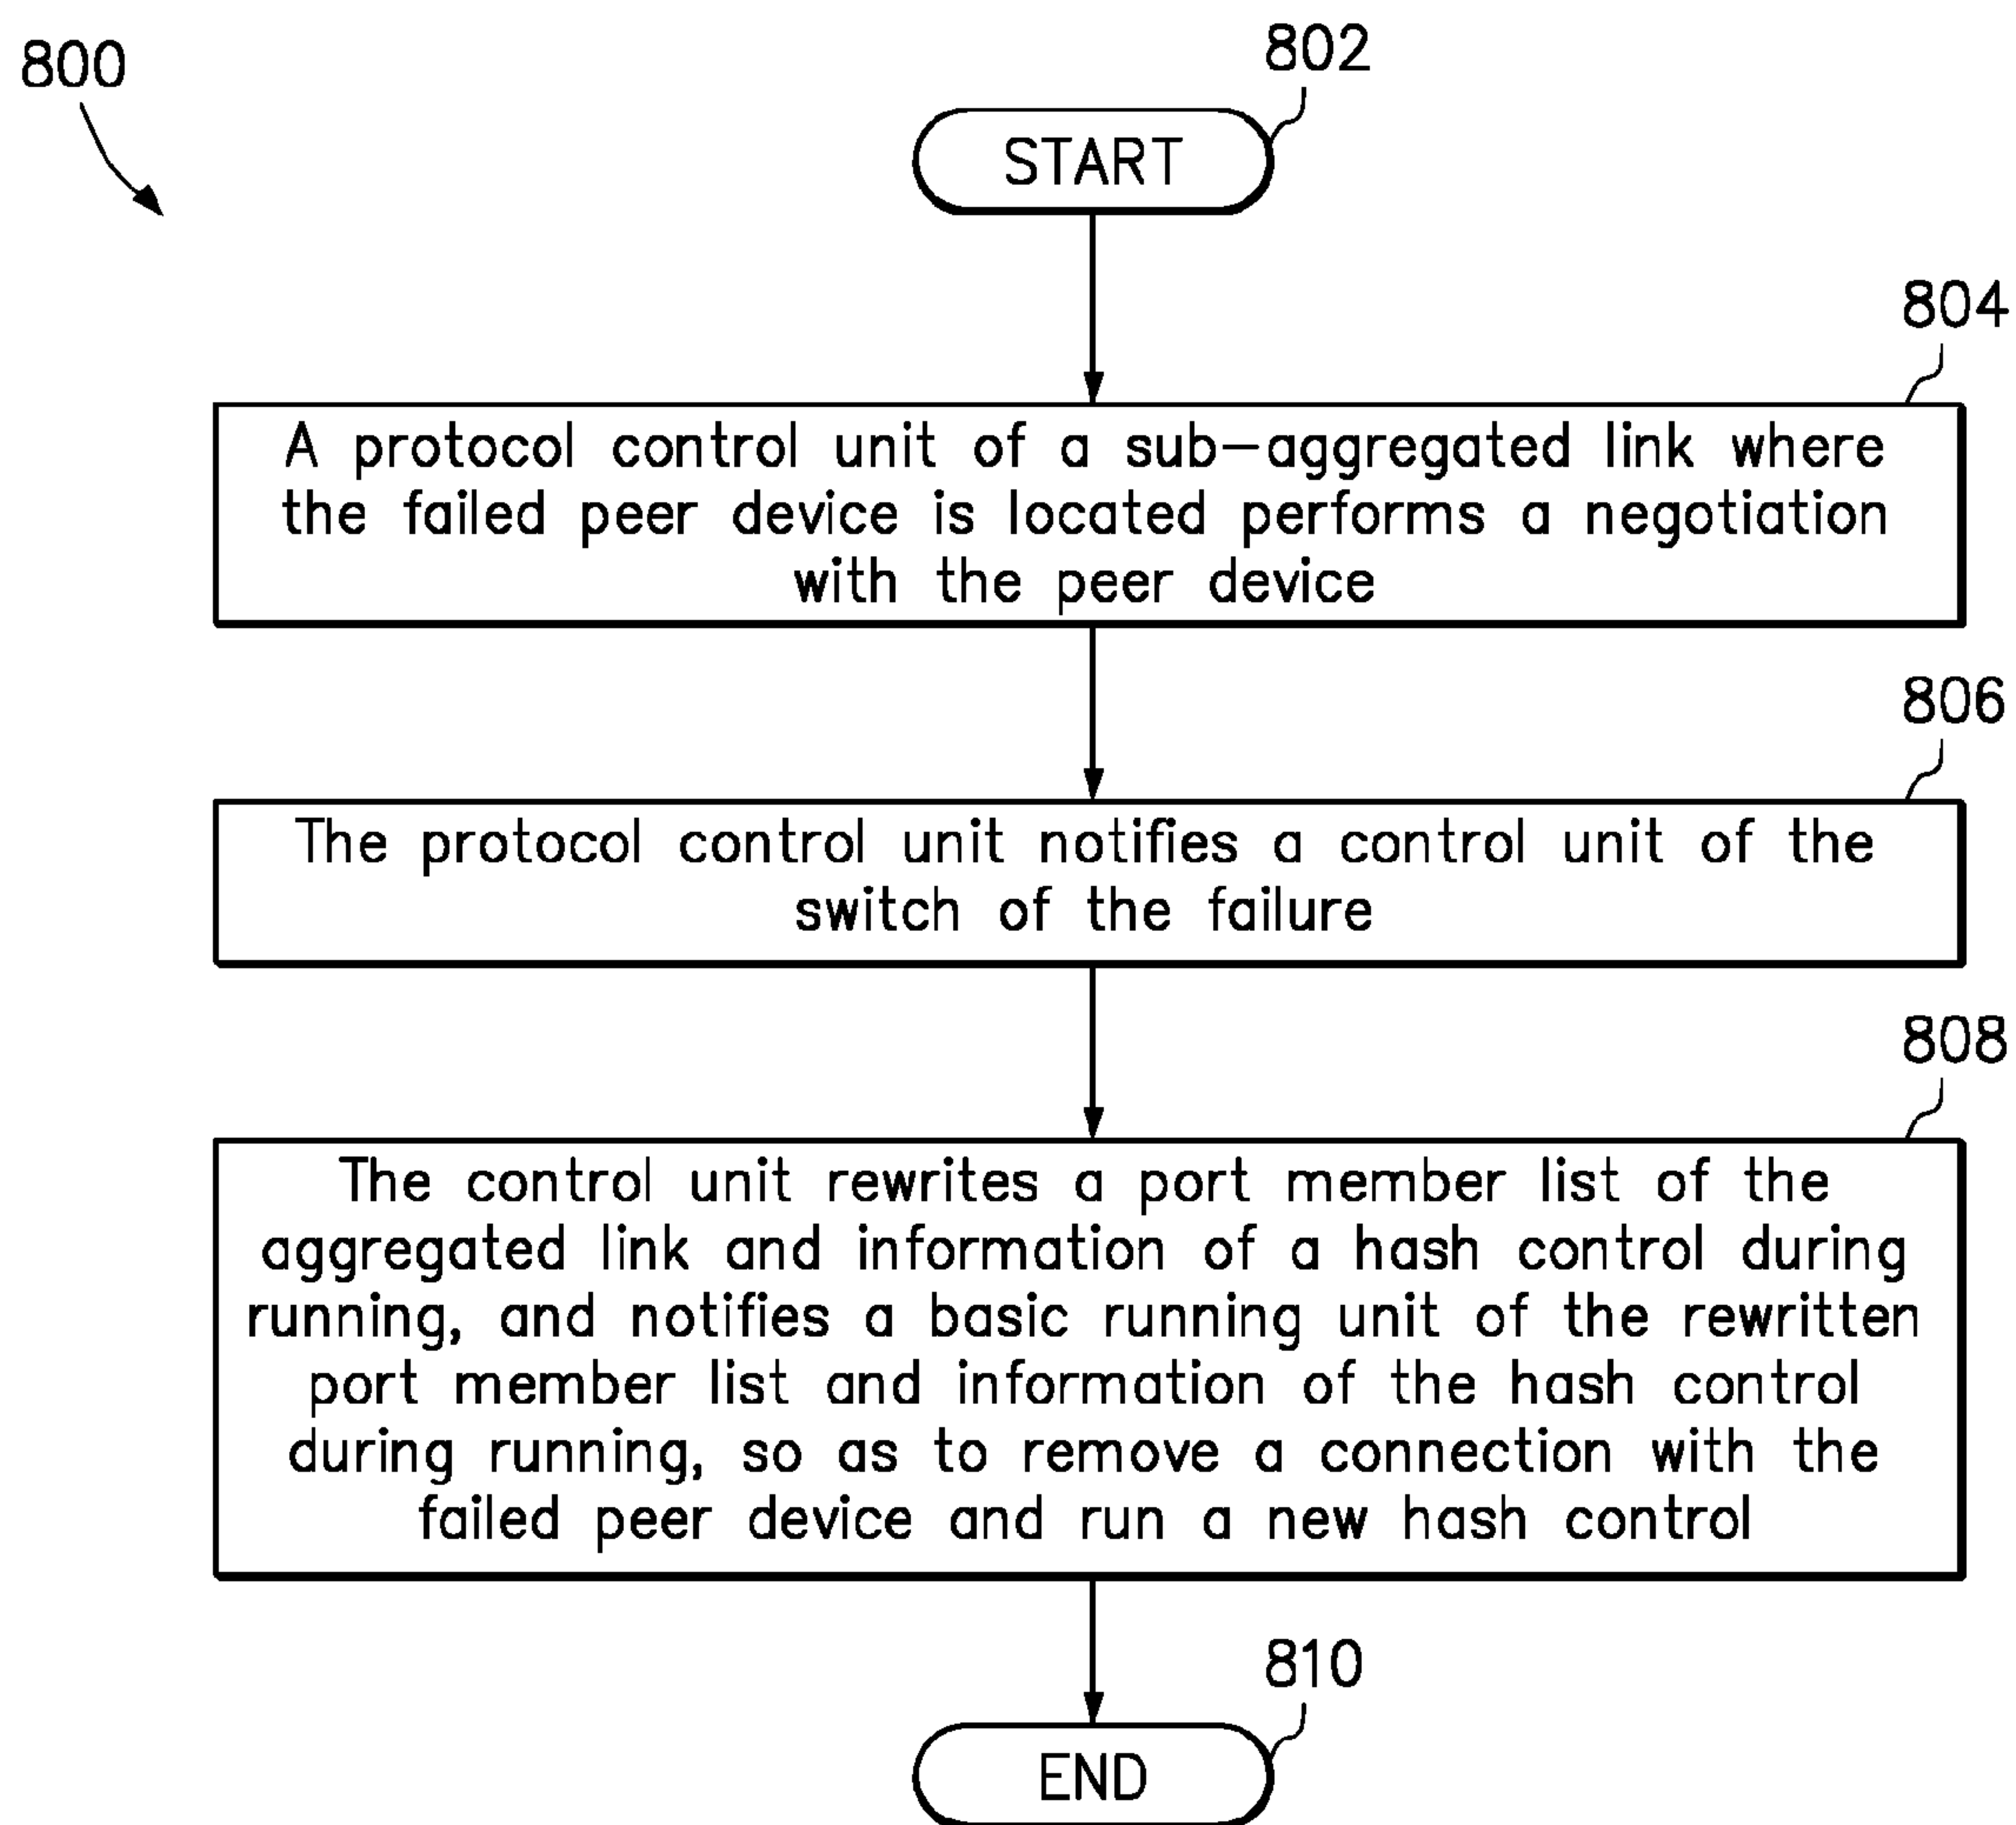 800
802
START
804
A protocol control unit of a sub-aggregated link where
the failed peer device is located performs a negotiation
with the peer device
806
The protocol control unit notifies a control unit of the
switch of the failure
808
The control unit rewrites a port member list of the
aggregated link and information of a hash control during
running, and notifies a basic running unit of the rewritten
port member list and information of the hash control
during running, so as to remove a connection with the
failed peer device and run a new hash control
810
END